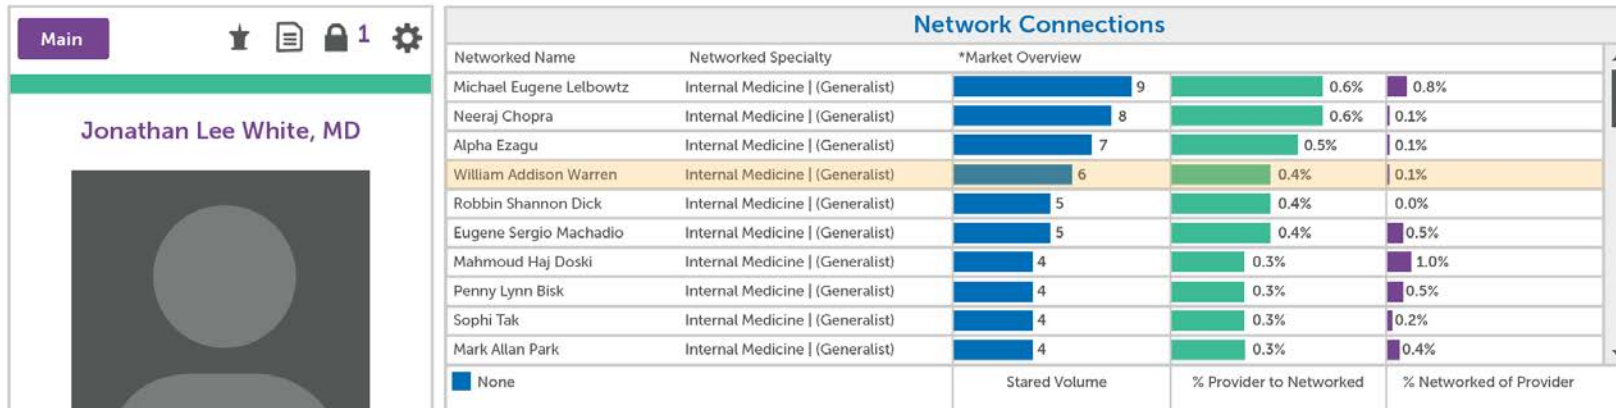 Main
1
Jonathan Lee White, MD
Network Connections
Networked Name Networked Specialty *Market Overview
Michael Eugene Lelbowtz Internal Medicine | (Generalist) 9 0.6% 0.8%
Neeraj Chopra Internal Medicine | (Generalist) 8 0.6% 0.1%
Alpha Ezagu Internal Medicine | (Generalist) 7 0.5% 0.1%
William Addison Warren Internal Medicine | (Generalist) 6 0.4% 0.1%
Robbin Shannon Dick Internal Medicine | (Generalist) 5 0.4% 0.0%
Eugene Sergio Machadio Internal Medicine | (Generalist) 5 0.4% 0.5%
Mahmoud Haj Doski Internal Medicine | (Generalist) 4 0.3% 1.0%
Penny Lynn Bisk Internal Medicine | (Generalist) 4 0.3% 0.5%
Sophi Tak Internal Medicine | (Generalist) 4 0.3% 0.2%
Mark Allan Park Internal Medicine | (Generalist) 4 0.3% 0.4%
None Stared Volume % Provider to Networked % Networked of Provider